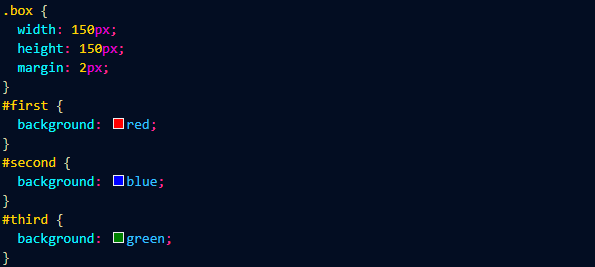 .box {
  width: 150px;
  height: 150px;
  margin: 2px;
}
#first {
  background: red;
}
#second {
  background: blue;
}
#third {
  background: green;
}